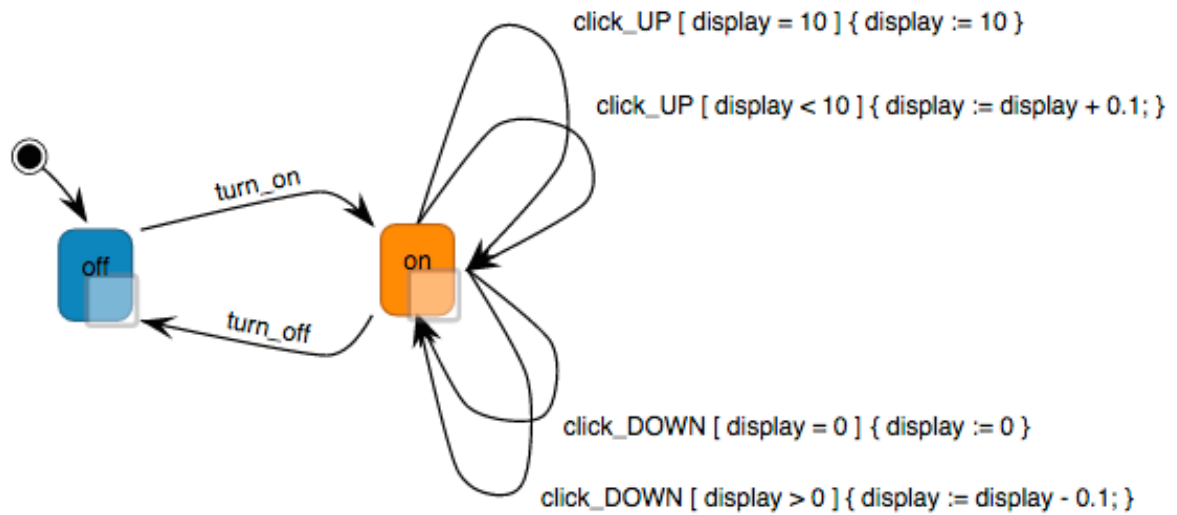 click_UP [ display = 10 ] { display := 10 }
click_UP [ display < 10 ] { display := display + 0.1; }
turn_on
off
on
turn_off
click_DOWN [ display = 0 ] { display := 0 }
click_DOWN [ display > 0 ] { display := display - 0.1; }